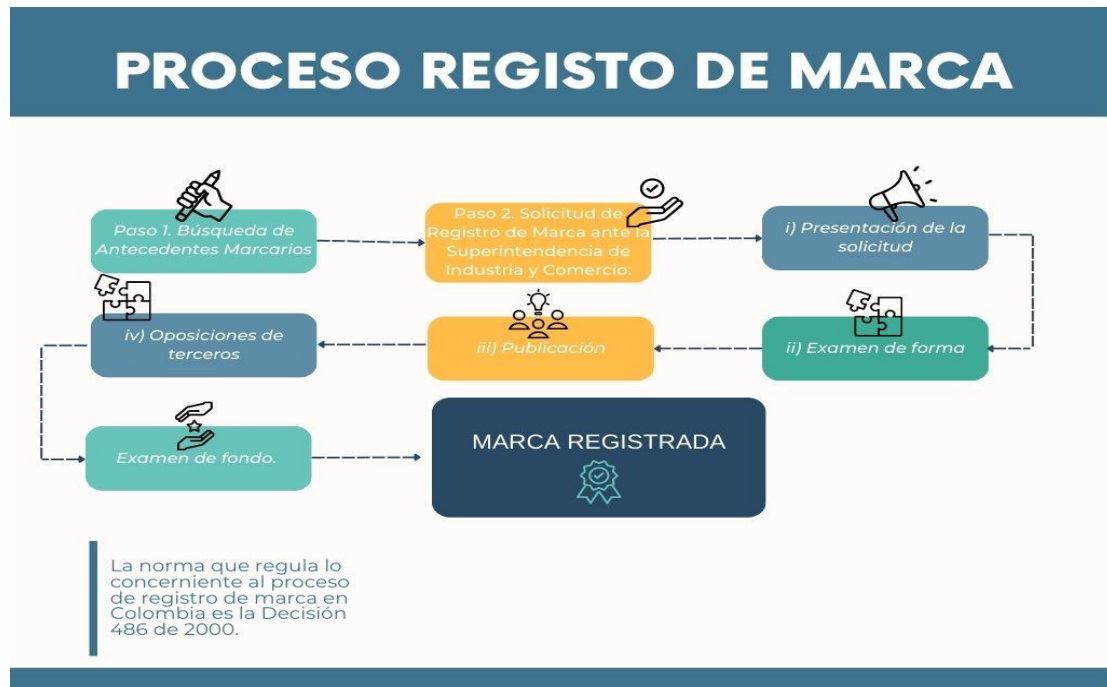 PROCESO REGISTO DE MARCA
Paso 1. Búsqueda de
Antecedentes Marcarios
Paso 2. Solicitud de
Registro de Marca ante la
Superintendencia de
Industria y Comercio:
i) Presentación de la
solicitud
ii) Examen de forma
iii) Publicación
iv) Oposiciones de
terceros
Examen de fondo.
MARCA REGISTRADA
La norma que regula lo
concerniente al proceso
de registro de marca en
Colombia es la Decisión
486 de 2000.